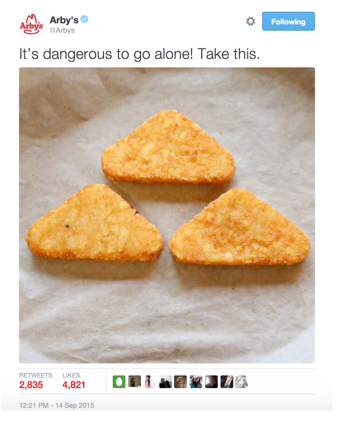 Arby's
Arby's
@Arbys
Following
It's dangerous to go alone! Take this.
RETWEETS
LIKES
2,835
4,821
12:21 PM - 14 Sep 2015